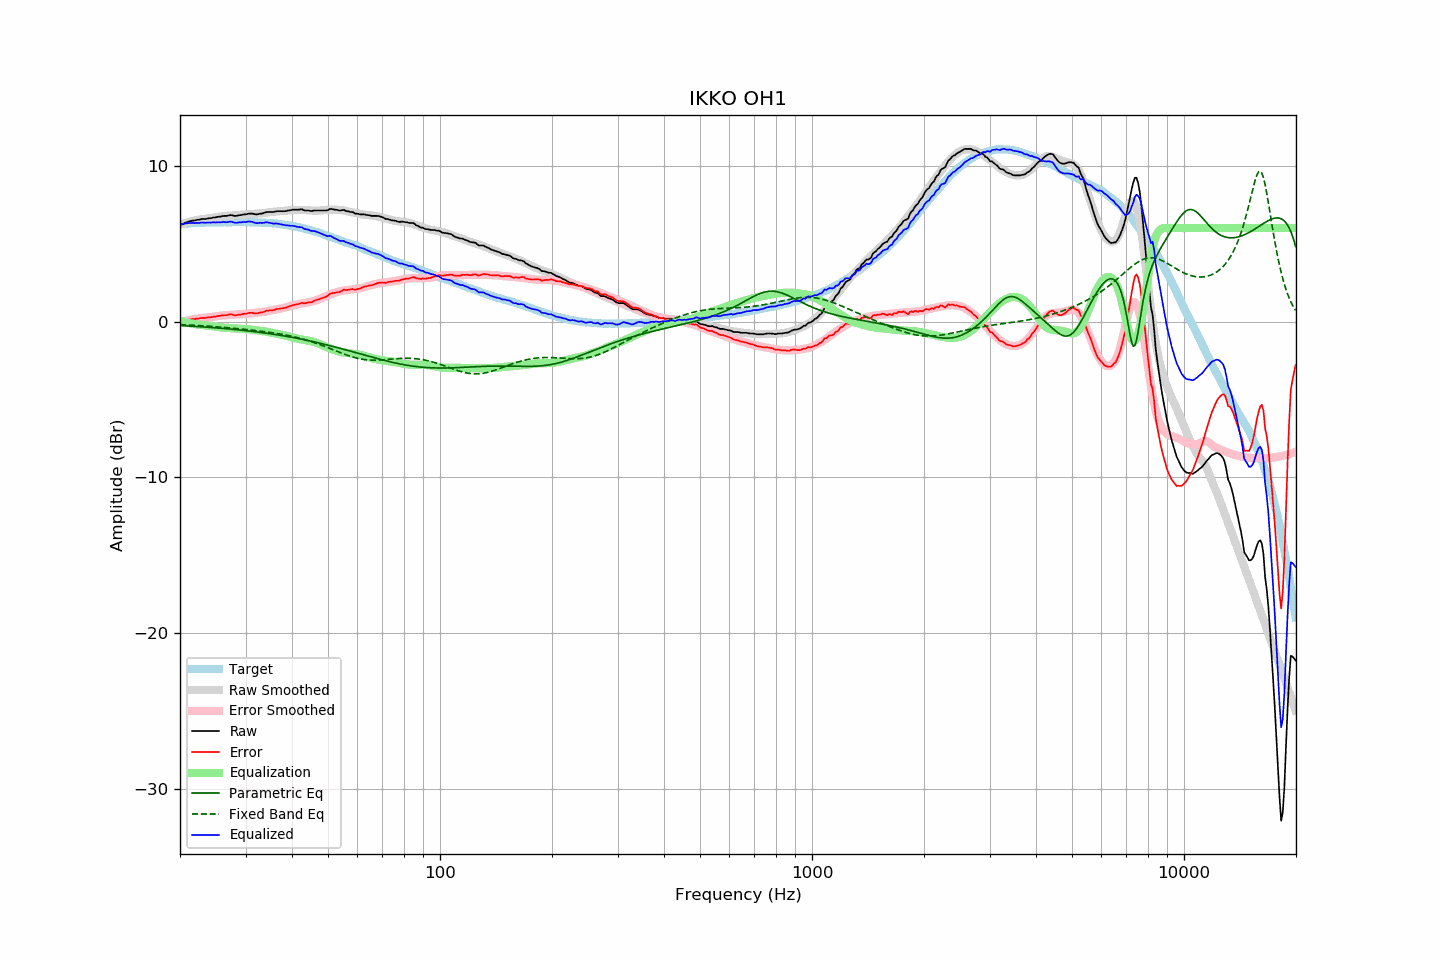 IKKO OH1
Amplitude (dBr)
10
0
−10
−20
−30
Target
Raw Smoothed
Error Smoothed
Raw
Error
Equalization
Parametric Eq
Fixed Band Eq
Equalized
100
1000
10000
Frequency (Hz)